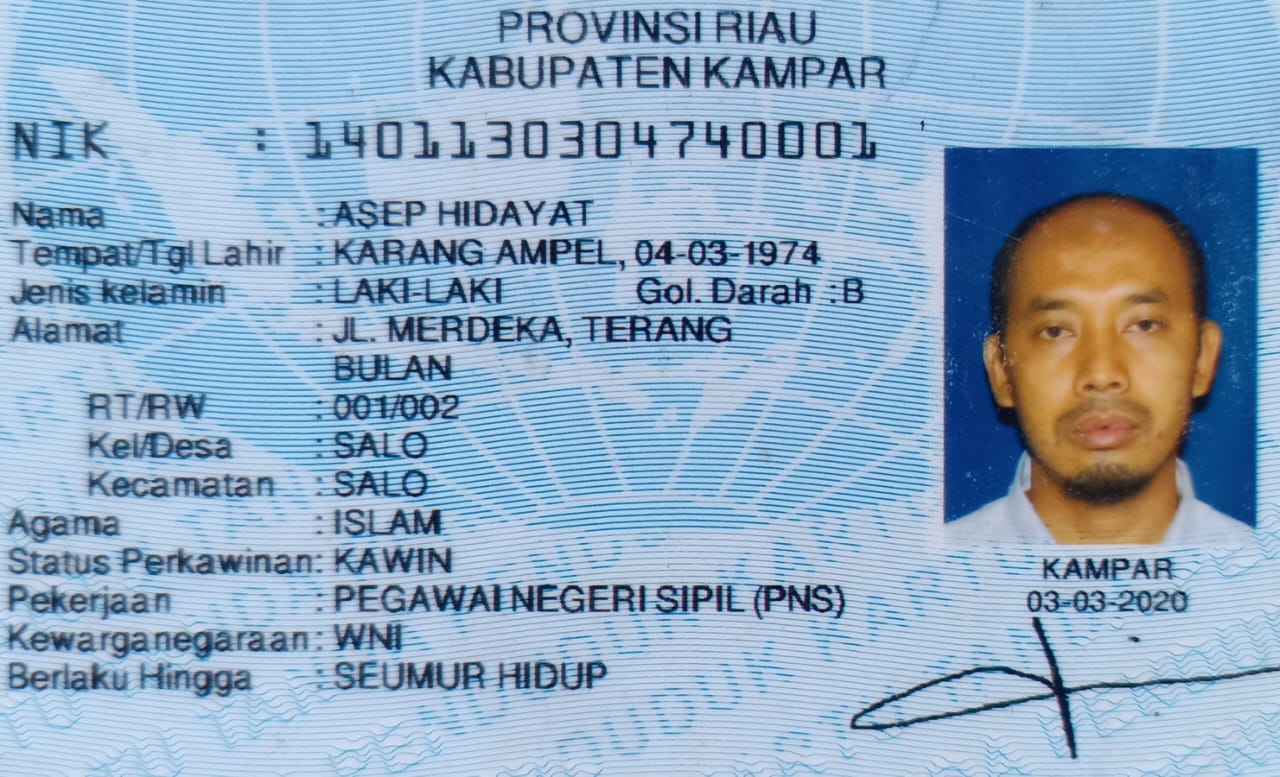 PROVINSI RIAU
KABUPATEN KAMPAR
NIK : 1401130304740001
Nama : ASEP HIDAYAT
Tempat/Tgl Lahir : KARANG AMPEL, 04-03-1974
Jenis kelamin : LAKI-LAKI Gol. Darah : B
Alamat : JL. MERDEKA, TERANG
BULAN
RT/RW : 001/002
Kel/Desa : SALO
Kecamatan : SALO
Agama : ISLAM
Status Perkawinan: KAWIN
Pekerjaan : PEGAWAI NEGERI SIPIL (PNS)
Kewarganegaraan: WNI
Berlaku Hingga : SEUMUR HIDUP
KAMPAR
03-03-2020